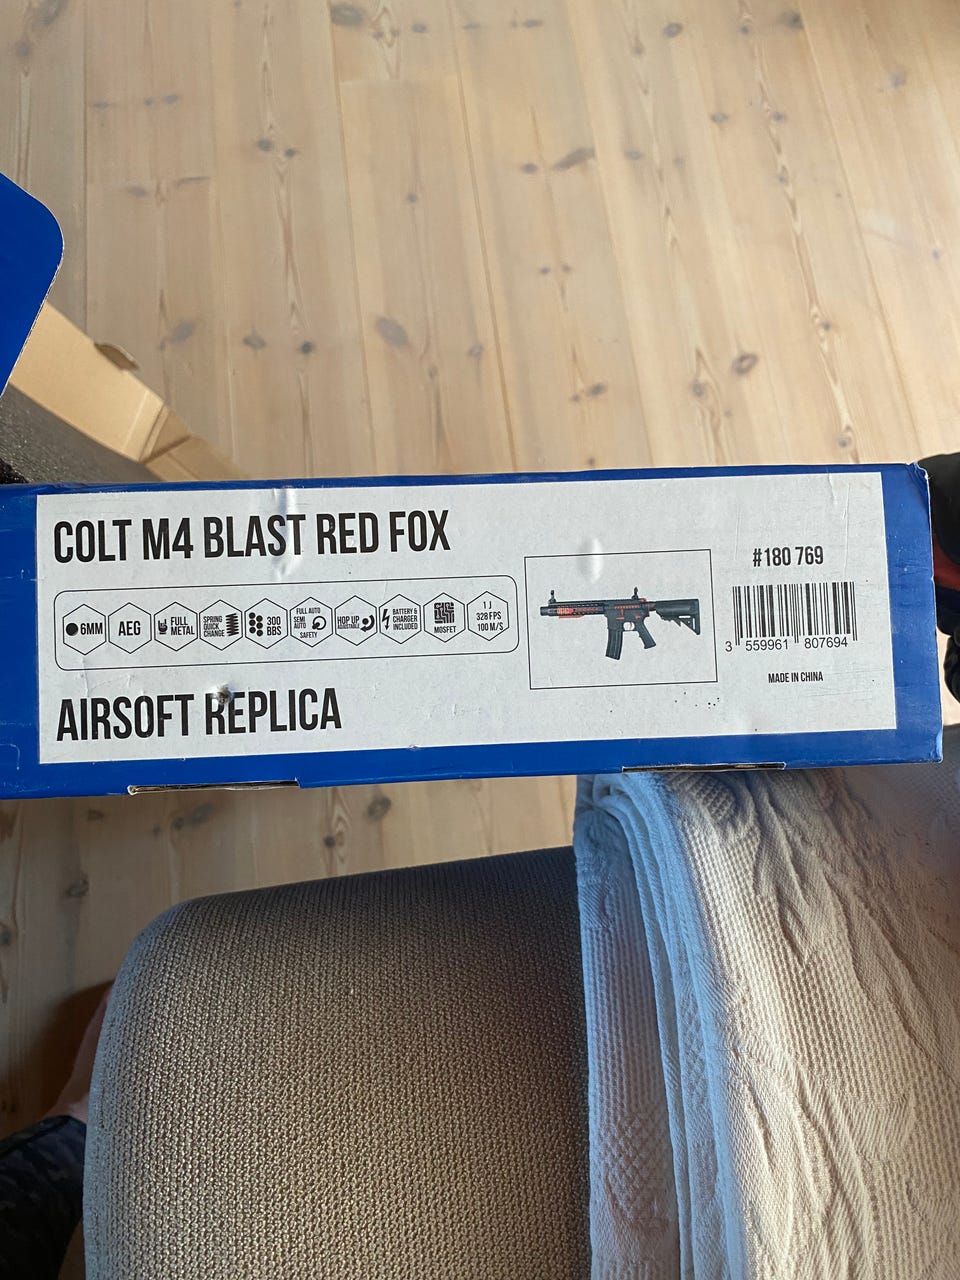 COLT M4 BLAST RED FOX
6MM
AEG
FULL
METAL
SPRING
QUICK
CHANGE
300
BBS
FULL AUTO
SEMI
AUTO
SAFETY
HOP UP
ADJUSTABLE
BATTERY &
CHARGER
INCLUDED
MOSFET
1 J
328 FPS
100 M/S
AIRSOFT REPLICA
#180 769
3 559961 807694
MADE IN CHINA